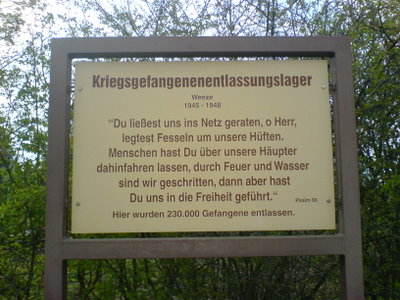 Kriegsgefangenenentlassungslager
Weeze
1945 - 1948
“Du ließest uns ins Netz geraten, o Herr,
legtest Fesseln um unsere Hüften.
Menschen hast Du über unsere Häupter
dahinfahren lassen, durch Feuer und Wasser
sind wir geschritten, dann aber hast
Du uns in die Freiheit geführt.“
Psalm 66
Hier wurden 230.000 Gefangene entlassen.